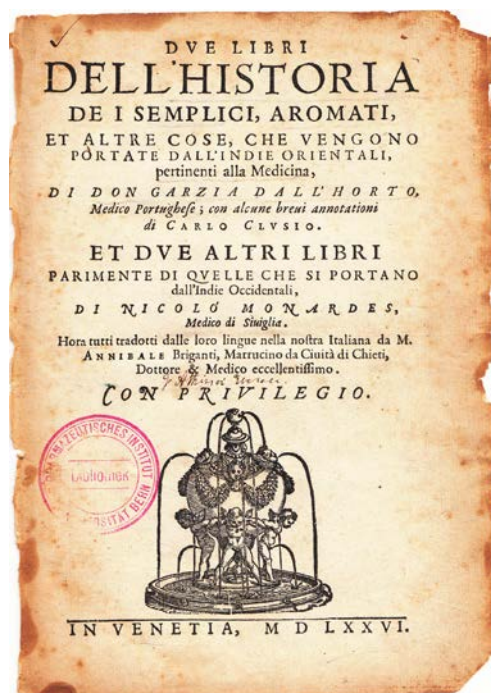 DVE LIBRI
DELL'HISTORIA
DE I SEMPLICI, AROMATI,
ET ALTRE COSE, CHE VENGONO
PORTATE DALL'INDIE ORIENTALI,
pertinenti alla Medicina,
DI DON GARZIA DALL'HORTO,
Medico Portughese; con alcune breui annotationi
di CARLO CLVSIO.
ET DVE ALTRI LIBRI
PARIMENTE DI QVELLE CHE SI PORTANO
dall'Indie Occidentali,
DI NICOLÒ MONARDES,
Medico di Siuiglia.
Hora tutti tradotti dalle loro lingue nella nostra Italiana da M.
ANNIBALE Briganti, Marrucino da Ciuità di Chieti,
Dottore & Medico eccellentissimo.
CON PRIVILEGIO.
PHARMAZEUTISCHES INSTITUT
UNIVERSITÄT BERN
IN VENETIA, M D LXXVI.